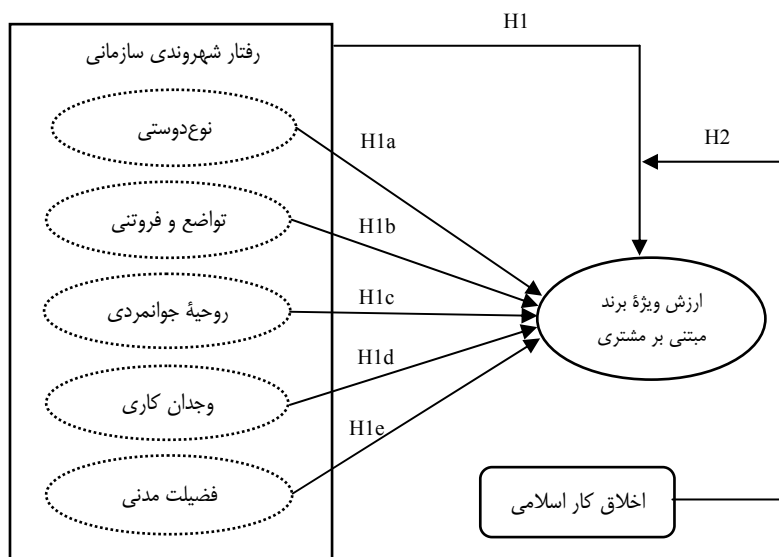 رفتار شهروندی سازمانی
H1
نوع‌دوستی
H1a
H2
تواضع و فروتنی
H1b
روحیهٔ جوانمردی
H1c
ارزش ویژهٔ برند
مبتنی بر مشتری
H1d
وجدان کاری
H1e
فضیلت مدنی
اخلاق کار اسلامی